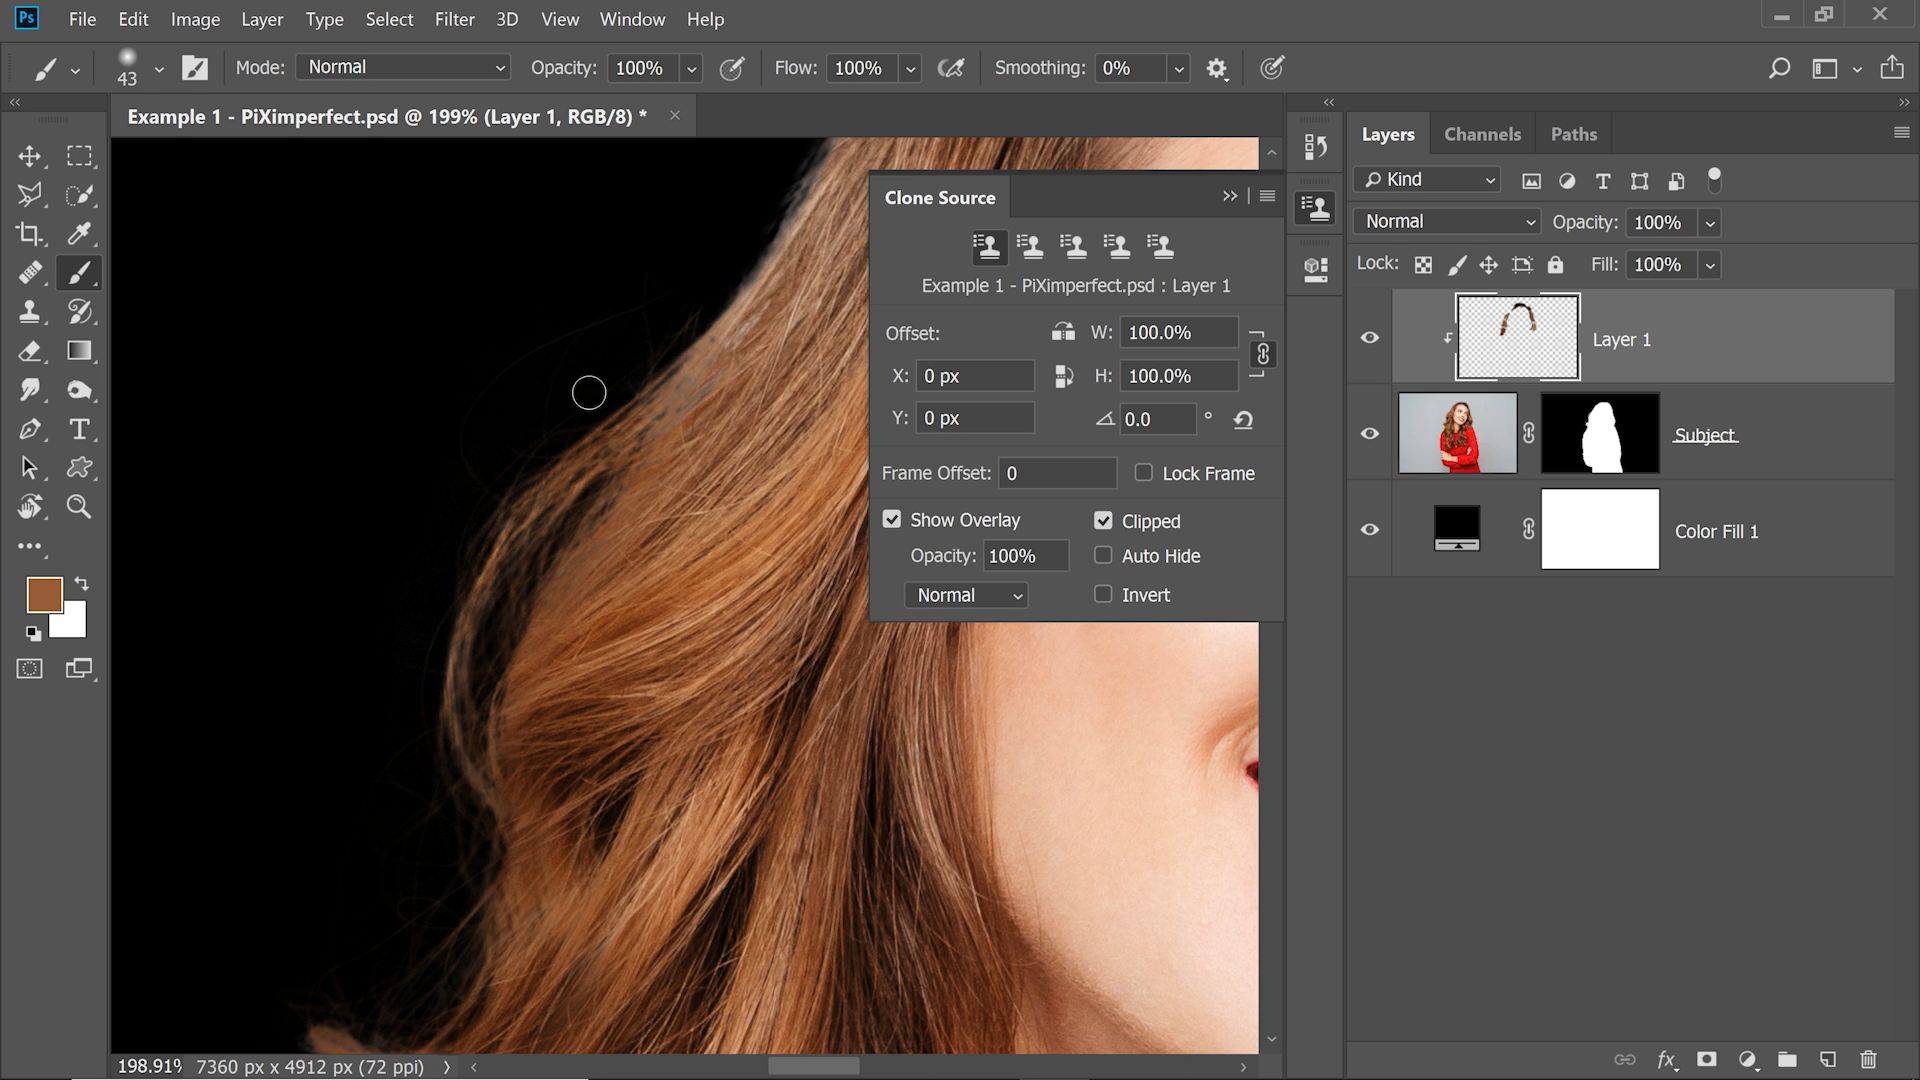 Ps File Edit Image Layer Type Select Filter 3D View Window Help
43 Mode: Normal Opacity: 100% Flow: 100% Smoothing: 0%
Example 1 - PiXimperfect.psd @ 199% (Layer 1, RGB/8) *
Clone Source
Example 1 - PiXimperfect.psd : Layer 1
Offset: W: 100.0%
X: 0 px H: 100.0%
Y: 0 px 0.0 °
Frame Offset: 0 Lock Frame
Show Overlay Clipped
Opacity: 100% Auto Hide
Normal Invert
Layers Channels Paths
Kind
Normal Opacity: 100%
Lock: Fill: 100%
Layer 1
Subject
Color Fill 1
fx
198.91% 7360 px x 4912 px (72 ppi)